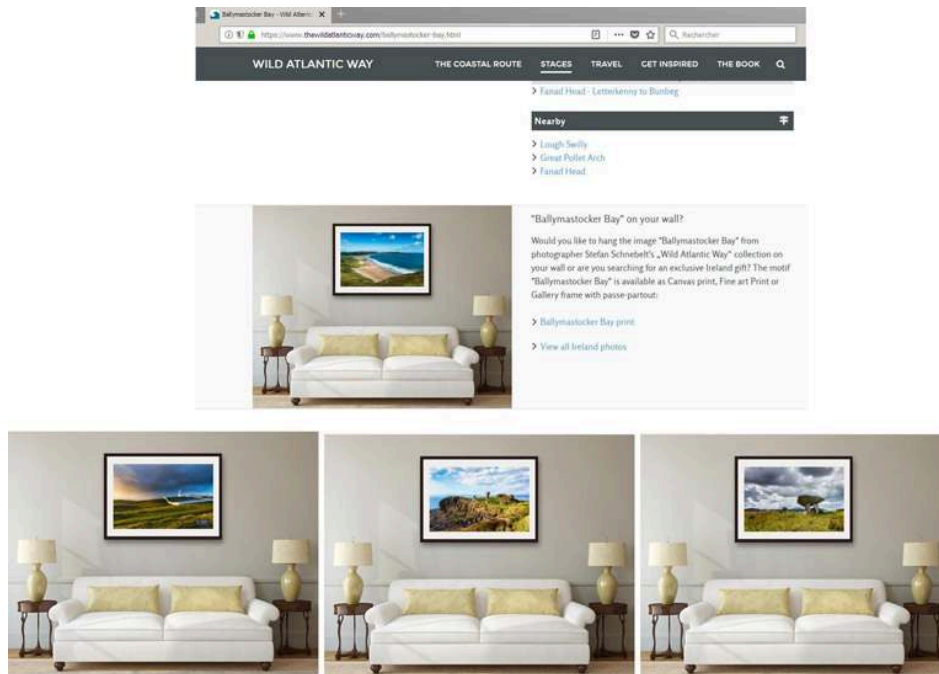 Ballymastocker Bay - Wild Atlantic
https://www.thewildatlanticway.com/ballymastocker-bay.html
Rechercher
WILD ATLANTIC WAY THE COASTAL ROUTE STAGES TRAVEL GET INSPIRED THE BOOK
Fanad Head - Letterkenny to Bunbeg
Nearby
Lough Swilly
Great Pollet Arch
Fanad Head
"Ballymastocker Bay" on your wall?
Would you like to hang the image "Ballymastocker Bay" from
photographer Stefan Schnebelt's „Wild Atlantic Way" collection on
your wall or are you searching for an exclusive Ireland gift? The motif
"Ballymastocker Bay" is available as Canvas print, Fine art Print or
Gallery frame with passe-partout:
Ballymastocker Bay print
View all Ireland photos